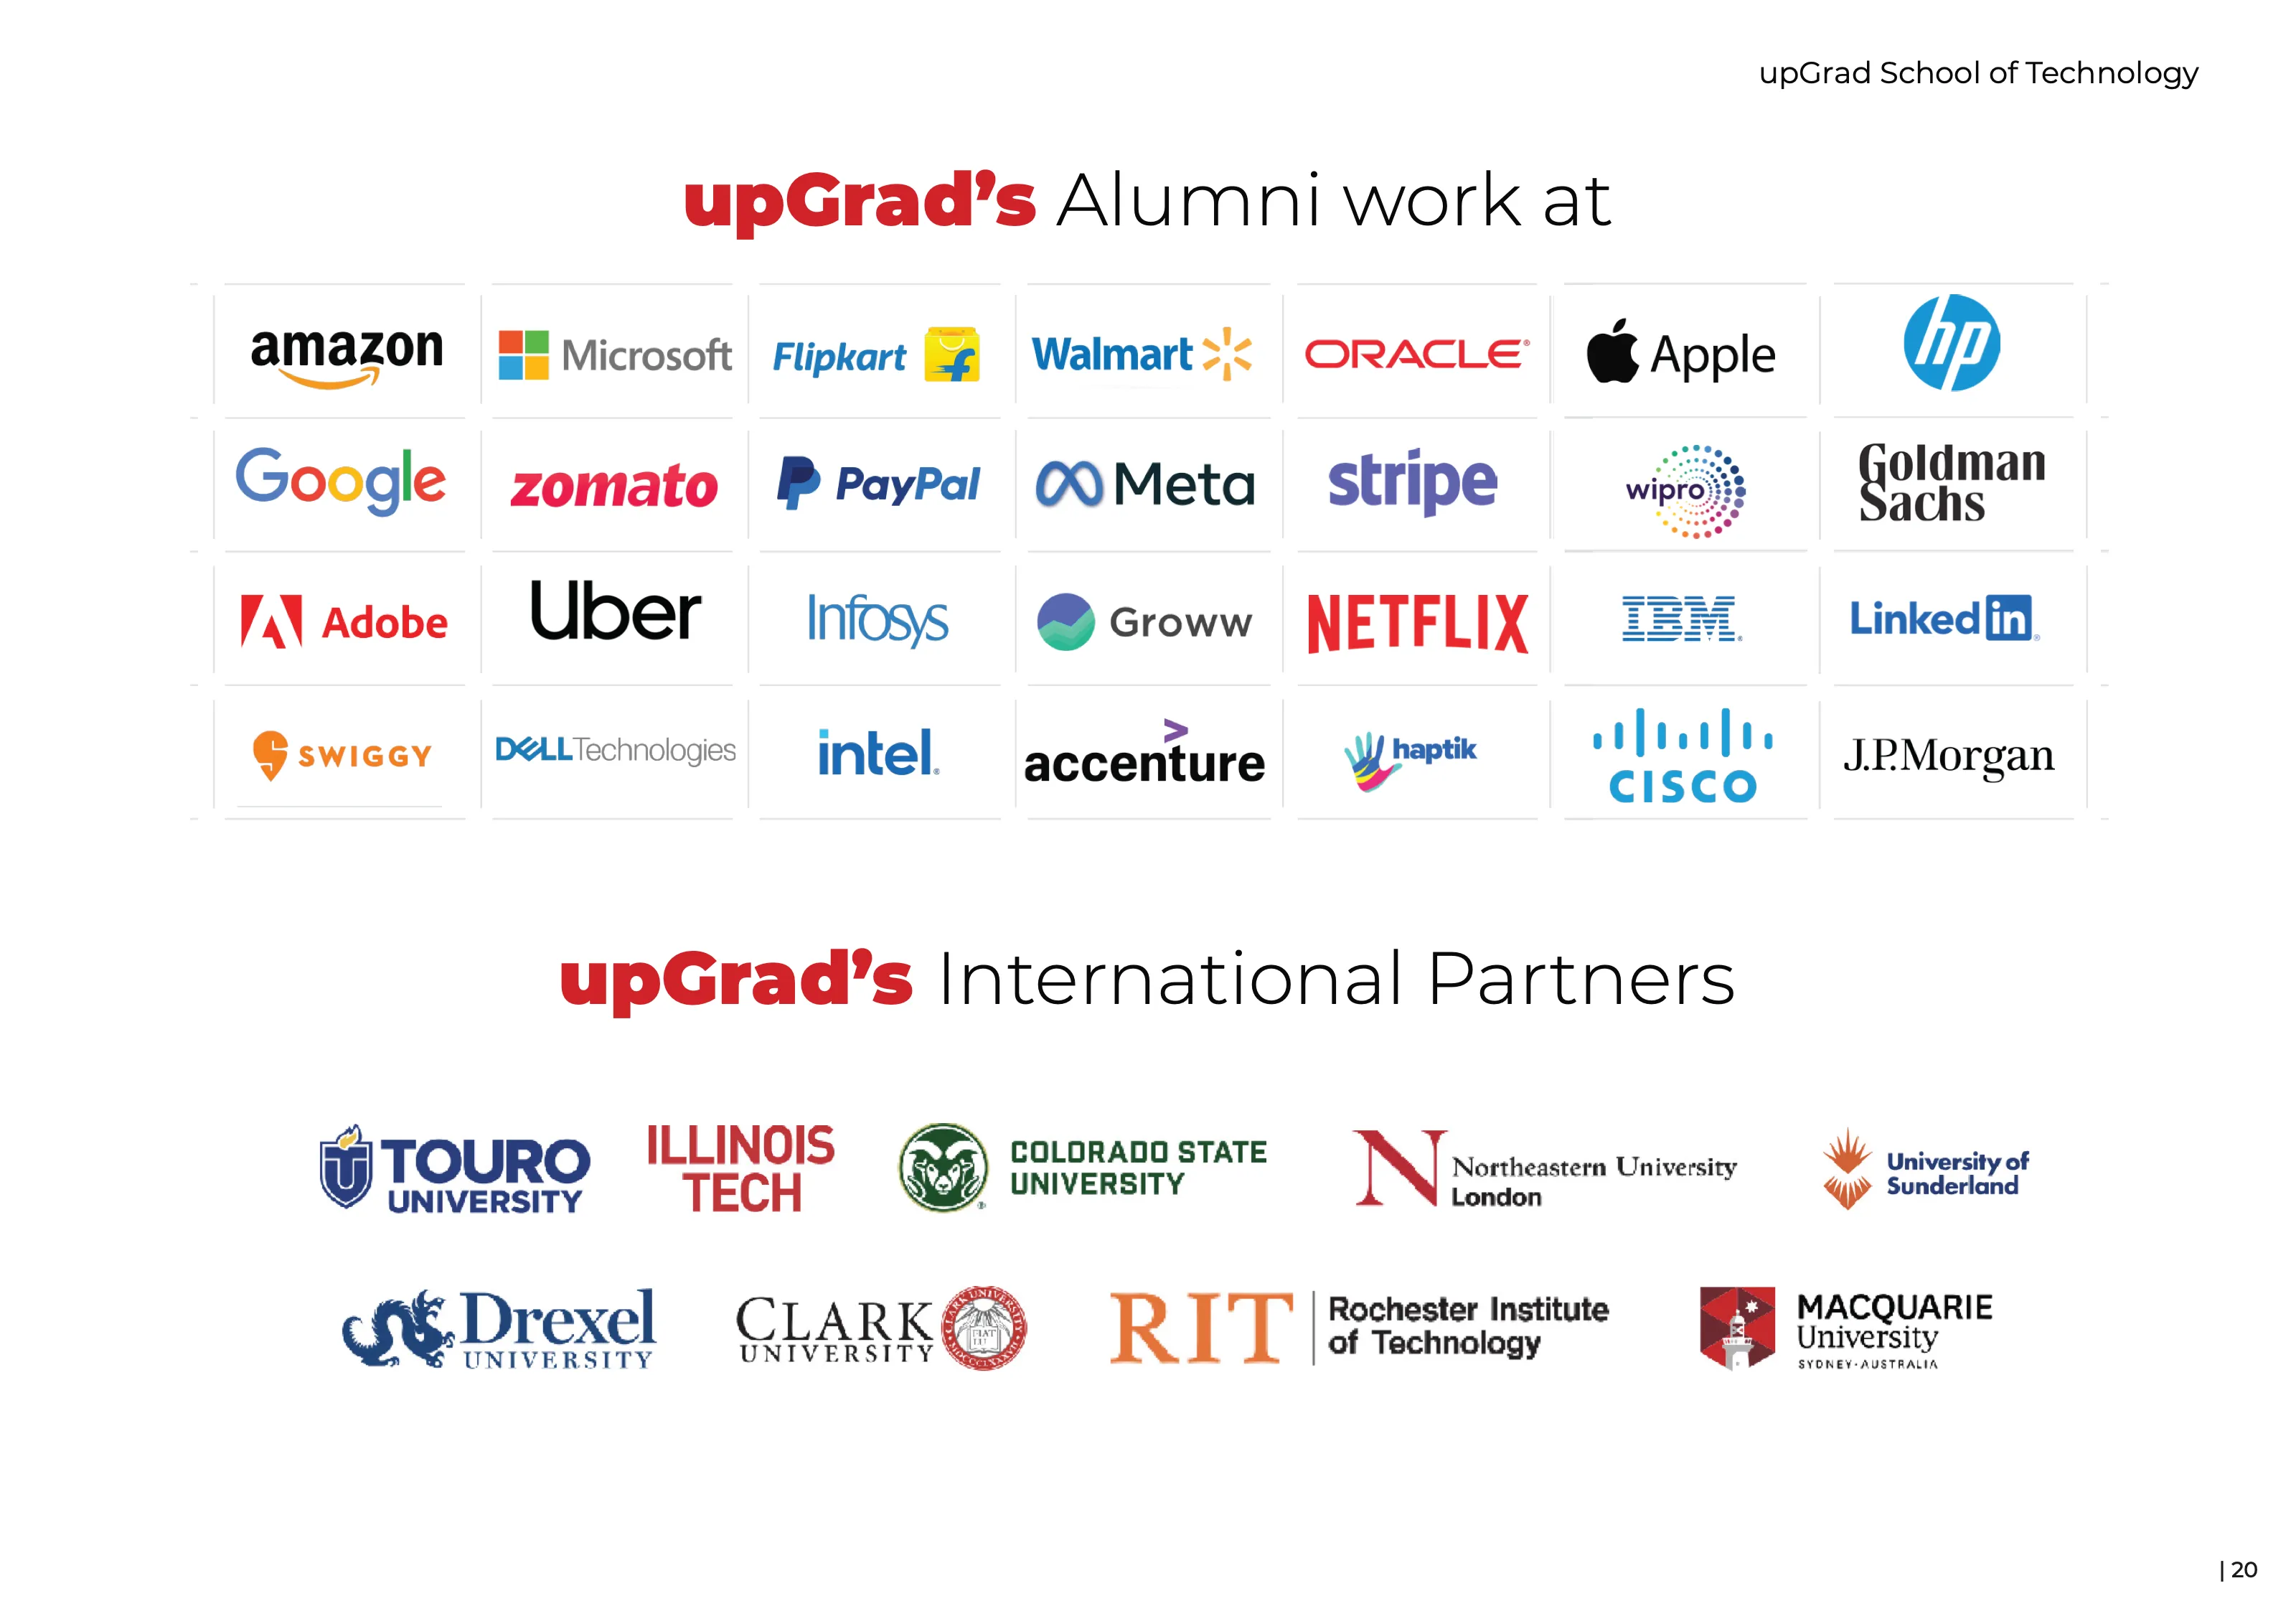 upGrad School of Technology
upGrad's Alumni work at
amazon Microsoft Flipkart Walmart ORACLE Apple hp
Google zomato PayPal Meta stripe wipro Goldman Sachs
Adobe Uber Infosys Groww NETFLIX IBM LinkedIn
SWIGGY DELLTechnologies intel accenture haptik CISCO J.P.Morgan
upGrad's International Partners
TOURO
UNIVERSITY
ILLINOIS
TECH
COLORADO STATE
UNIVERSITY
Northeastern University
London
University of
Sunderland
Drexel
UNIVERSITY
CLARK
UNIVERSITY
RIT
Rochester Institute
of Technology
MACQUARIE
University
SYDNEY·AUSTRALIA
| 20